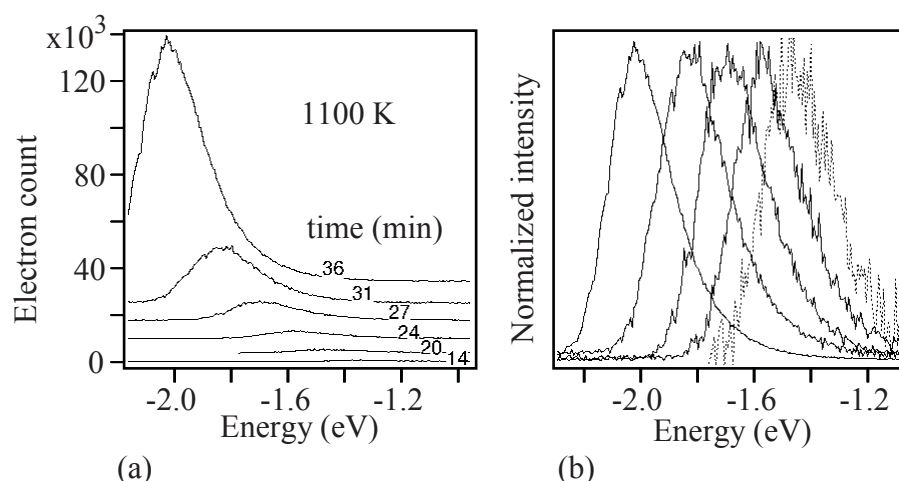 x10³
120
80
40
0
Electron count
1100 K
time (min)
36
31
27
24
20
14
-2.0 -1.6 -1.2
Energy (eV)
(a)
Normalized intensity
-2.0 -1.6 -1.2
Energy (eV)
(b)